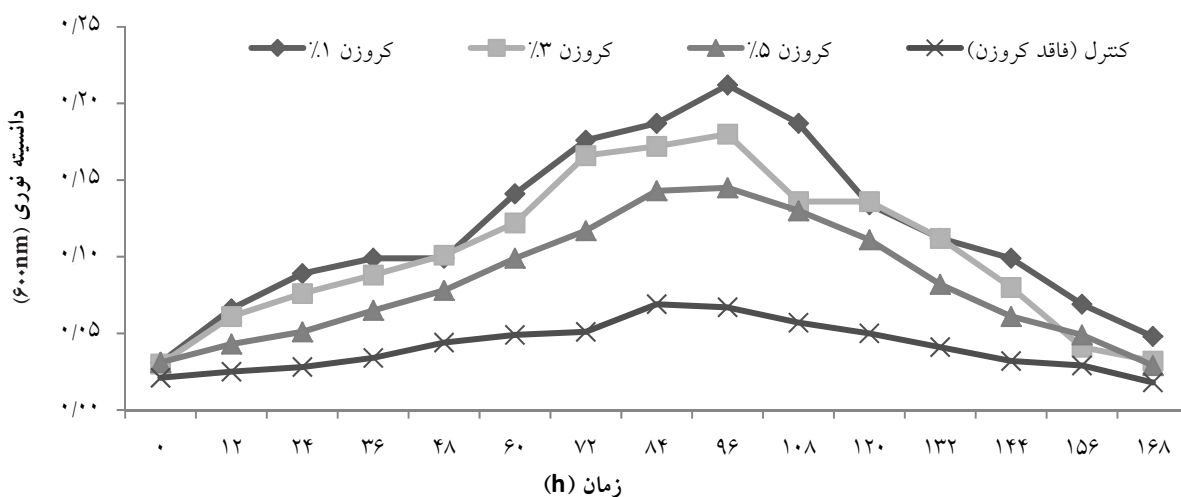 ۰/۲۵
۰/۲۰
۰/۱۵
۰/۱۰
۰/۰۵
۰/۰۰
دانسیته نوری (۶۰۰nm)
کروزن ۱٪
کروزن ۳٪
کروزن ۵٪
کنترل (فاقد کروزن)
۰ ۱۲ ۲۴ ۳۶ ۴۸ ۶۰ ۷۲ ۸۴ ۹۶ ۱۰۸ ۱۲۰ ۱۳۲ ۱۴۴ ۱۵۶ ۱۶۸
زمان (h)